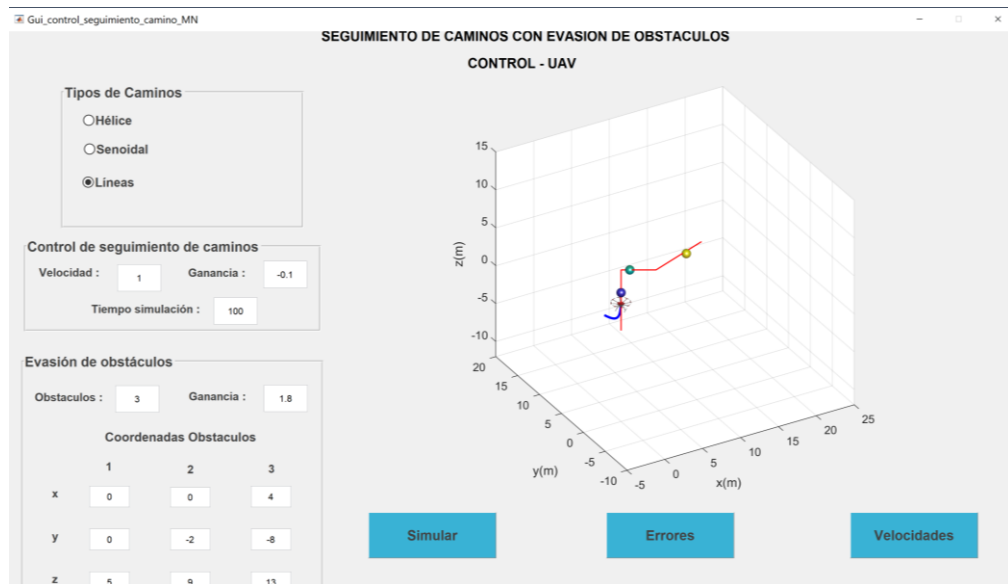 Gui_control_seguimiento_camino_MN
SEGUIMIENTO DE CAMINOS CON EVASION DE OBSTACULOS
CONTROL - UAV
Tipos de Caminos
Hélice
Senoidal
Líneas
Control de seguimiento de caminos
Velocidad : 1 Ganancia : -0.1
Tiempo simulación : 100
Evasión de obstáculos
Obstaculos : 3 Ganancia : 1.8
Coordenadas Obstaculos
1 2 3
x 0 0 4
y 0 -2 -8
z 5 9 13
z(m)
15
10
5
0
-5
-10
20
15
10
5
0
-5
-10
y(m)
-5
0
5
10
15
20
25
x(m)
Simular Errores Velocidades